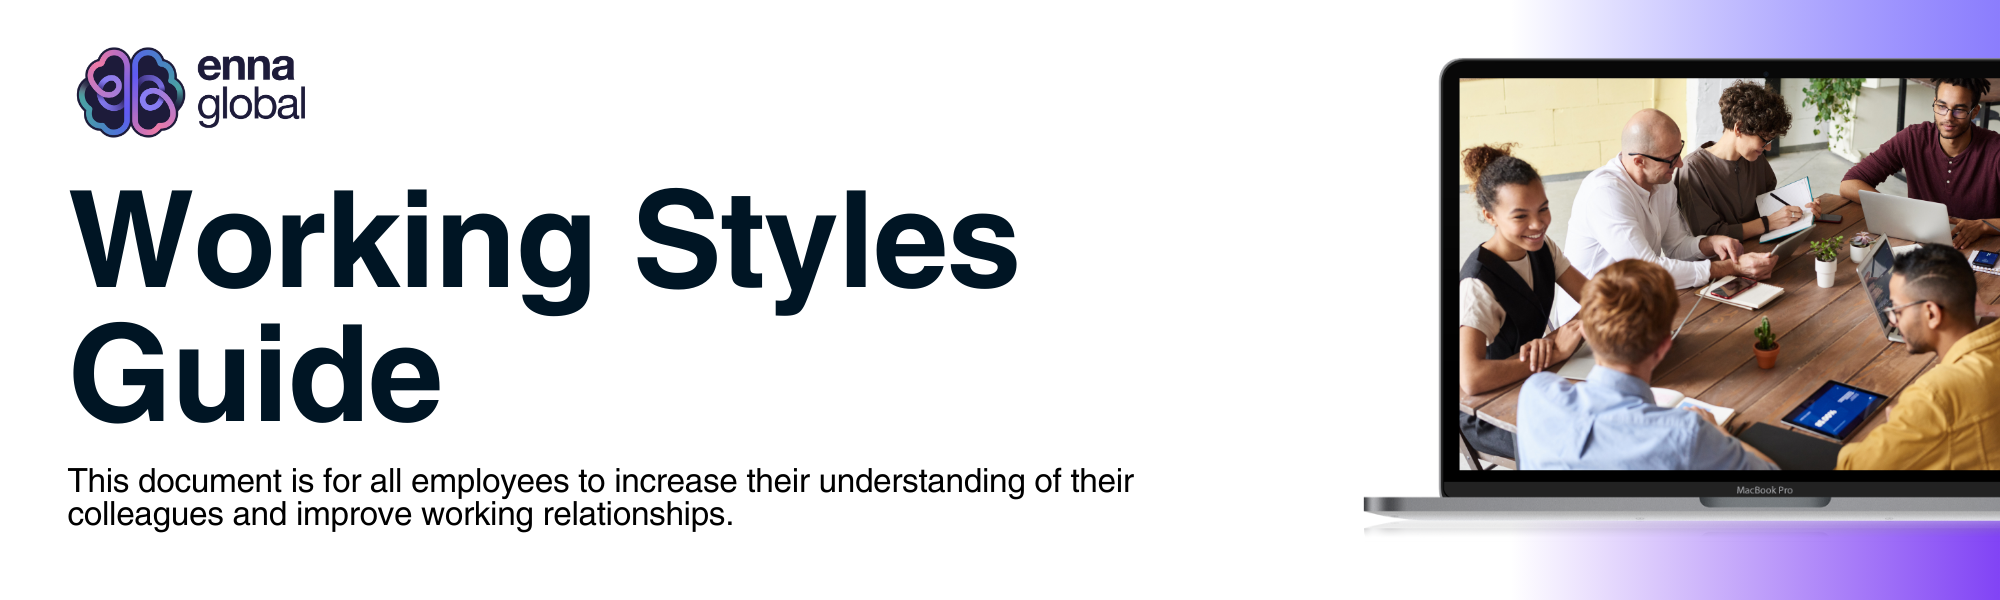 enna
global
Working Styles
Guide
This document is for all employees to increase their understanding of their
colleagues and improve working relationships.
MacBook Pro